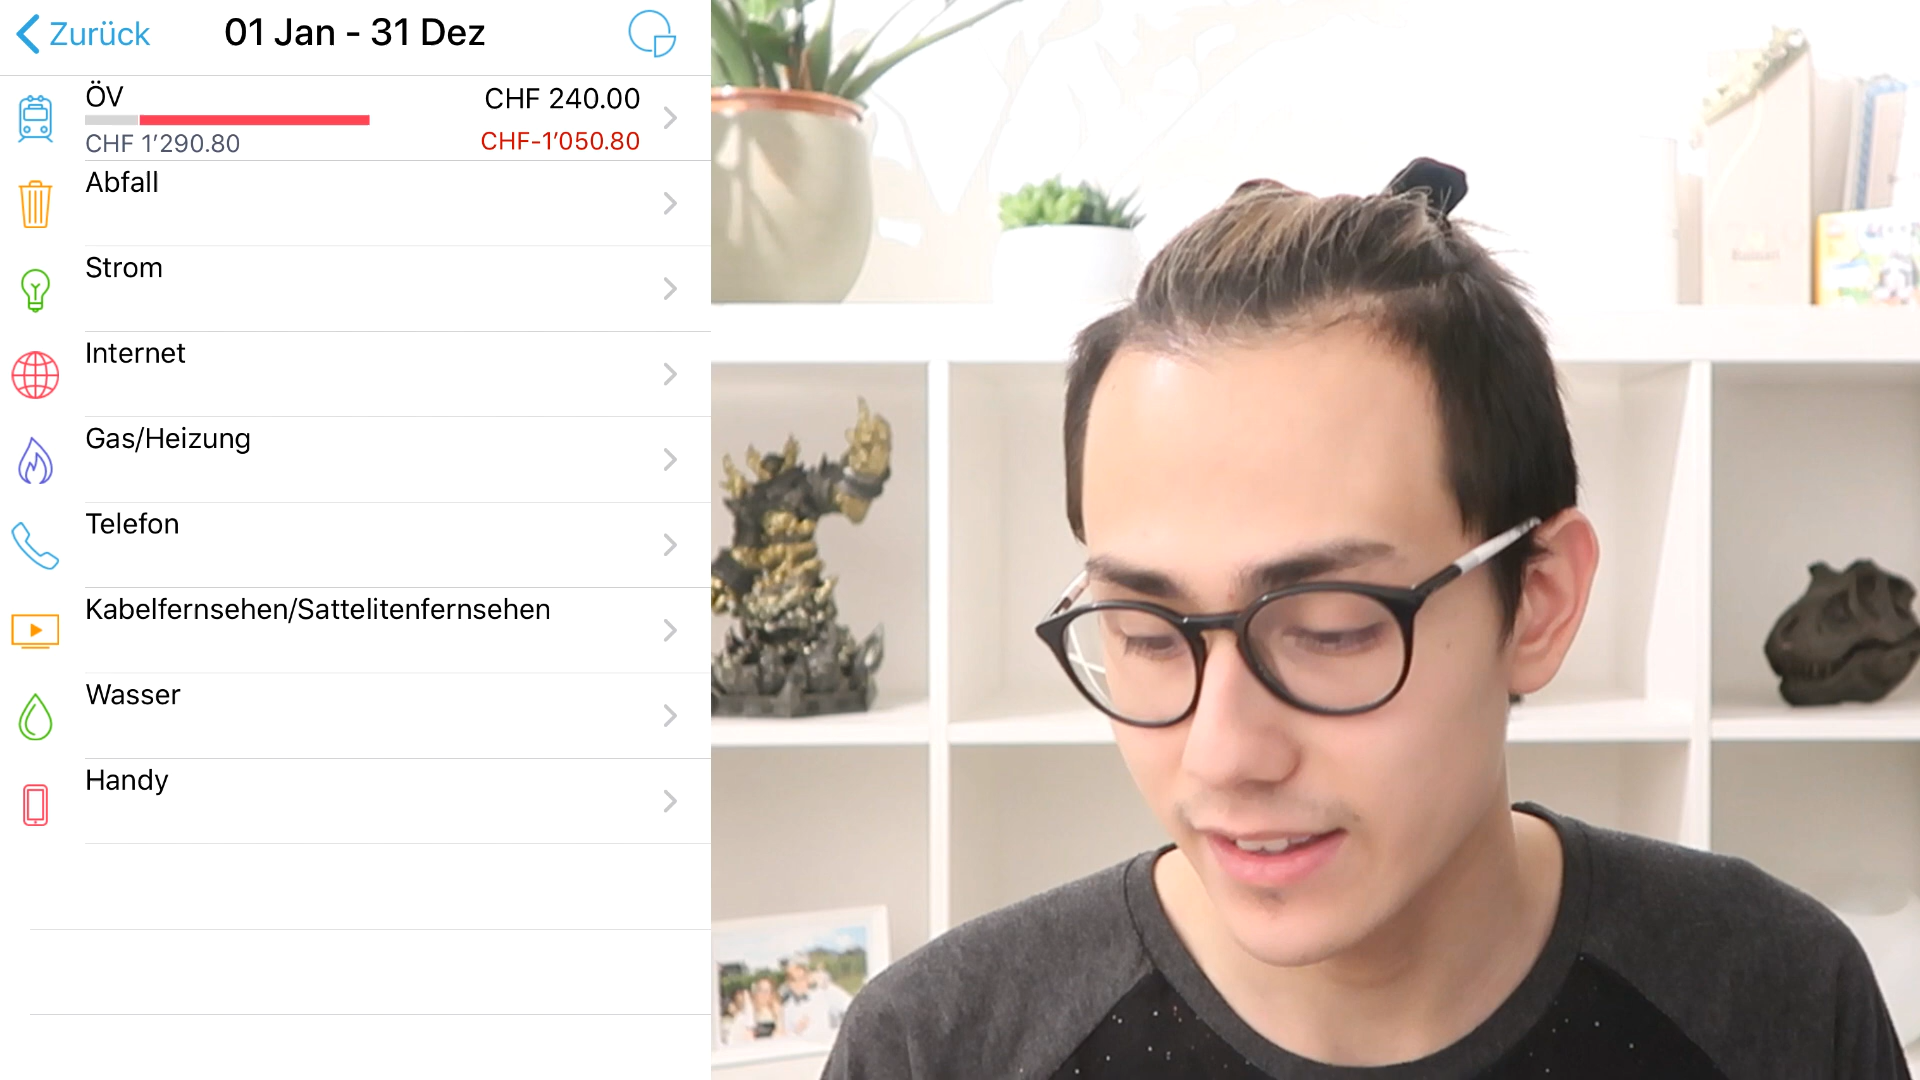 Zurück
01 Jan - 31 Dez
ÖV
CHF 240.00
CHF 1’290.80
CHF-1’050.80
Abfall
Strom
Internet
Gas/Heizung
Telefon
Kabelfernsehen/Sattelitenfernsehen
Wasser
Handy